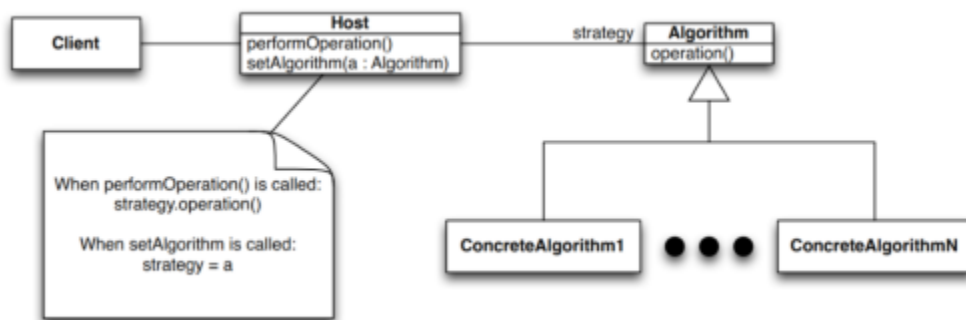 Client
Host
performOperation()
setAlgorithm(a : Algorithm)
strategy
Algorithm
operation()
When performOperation() is called:
strategy.operation()
When setAlgorithm is called:
strategy = a
ConcreteAlgorithm1
ConcreteAlgorithmN